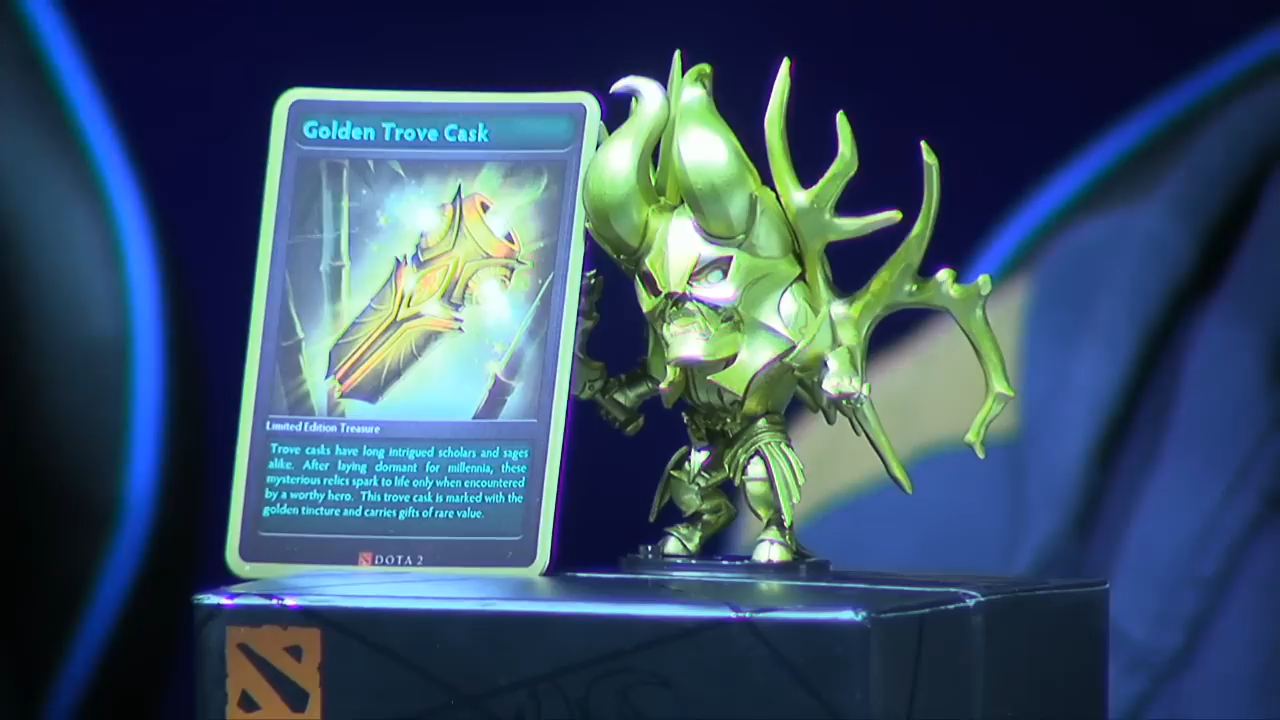 Golden Trove Cask
Limited Edition Treasure
Trove casks have long intrigued scholars and sages
alike. After laying dormant for millennia, these
mysterious relics spark to life only when encountered
by a worthy hero. This trove cask is marked with the
golden tincture and carries gifts of rare value.
DOTA 2